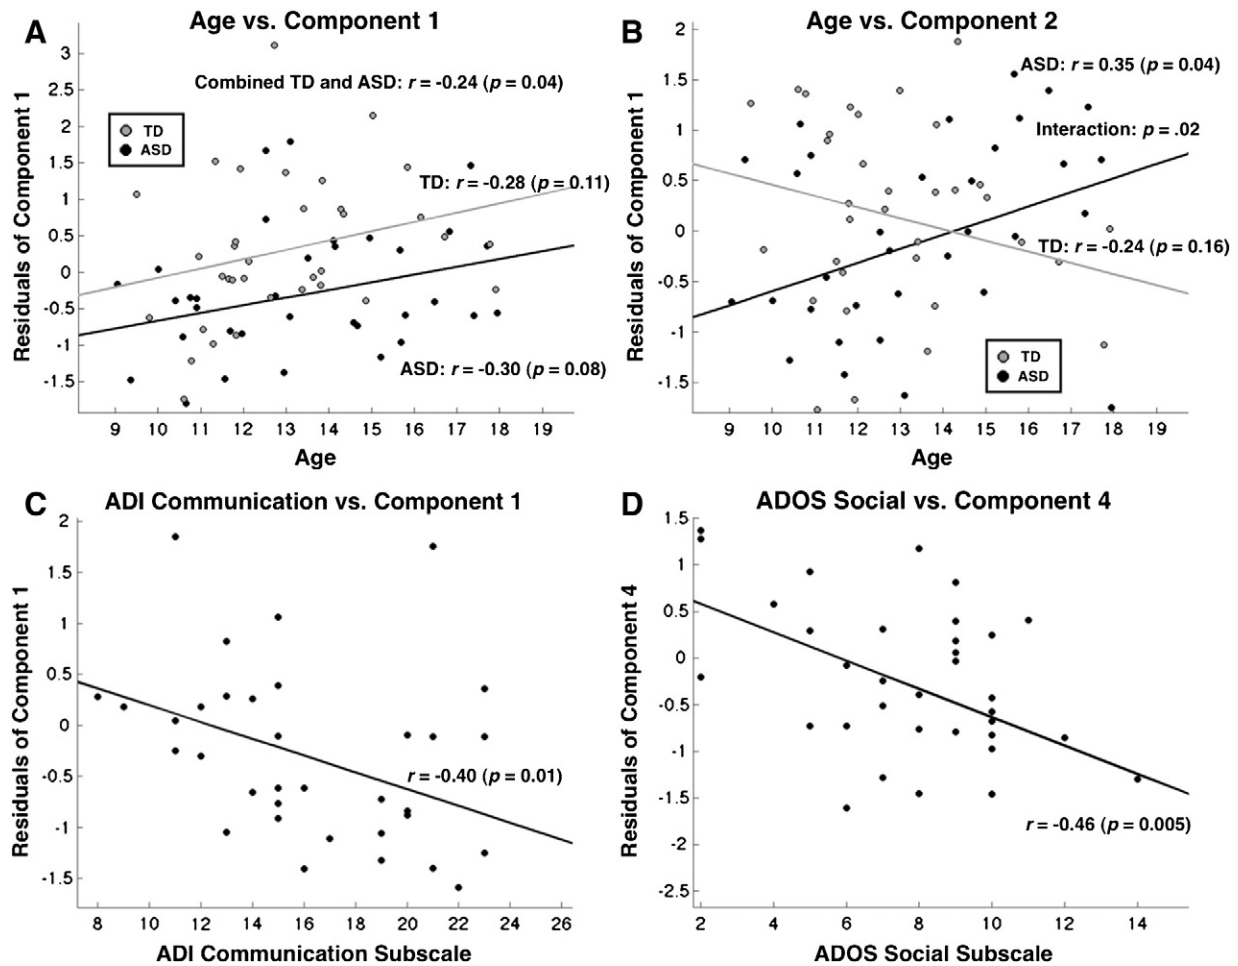 A
Age vs. Component 1
Combined TD and ASD: r = -0.24 (p = 0.04)
TD
ASD
TD: r = -0.28 (p = 0.11)
ASD: r = -0.30 (p = 0.08)
Residuals of Component 1
3
2.5
2
1.5
1
0.5
0
-0.5
-1
-1.5
9 10 11 12 13 14 15 16 17 18 19
Age
B
Age vs. Component 2
ASD: r = 0.35 (p = 0.04)
Interaction: p = .02
TD: r = -0.24 (p = 0.16)
TD
ASD
Residuals of Component 1
2
1.5
1
0.5
0
-0.5
-1
-1.5
9 10 11 12 13 14 15 16 17 18 19
Age
C
ADI Communication vs. Component 1
r = -0.40 (p = 0.01)
Residuals of Component 1
2
1.5
1
0.5
0
-0.5
-1
-1.5
8 10 12 14 16 18 20 22 24 26
ADI Communication Subscale
D
ADOS Social vs. Component 4
r = -0.46 (p = 0.005)
Residuals of Component 4
1.5
1
0.5
0
-0.5
-1
-1.5
-2
-2.5
2 4 6 8 10 12 14
ADOS Social Subscale